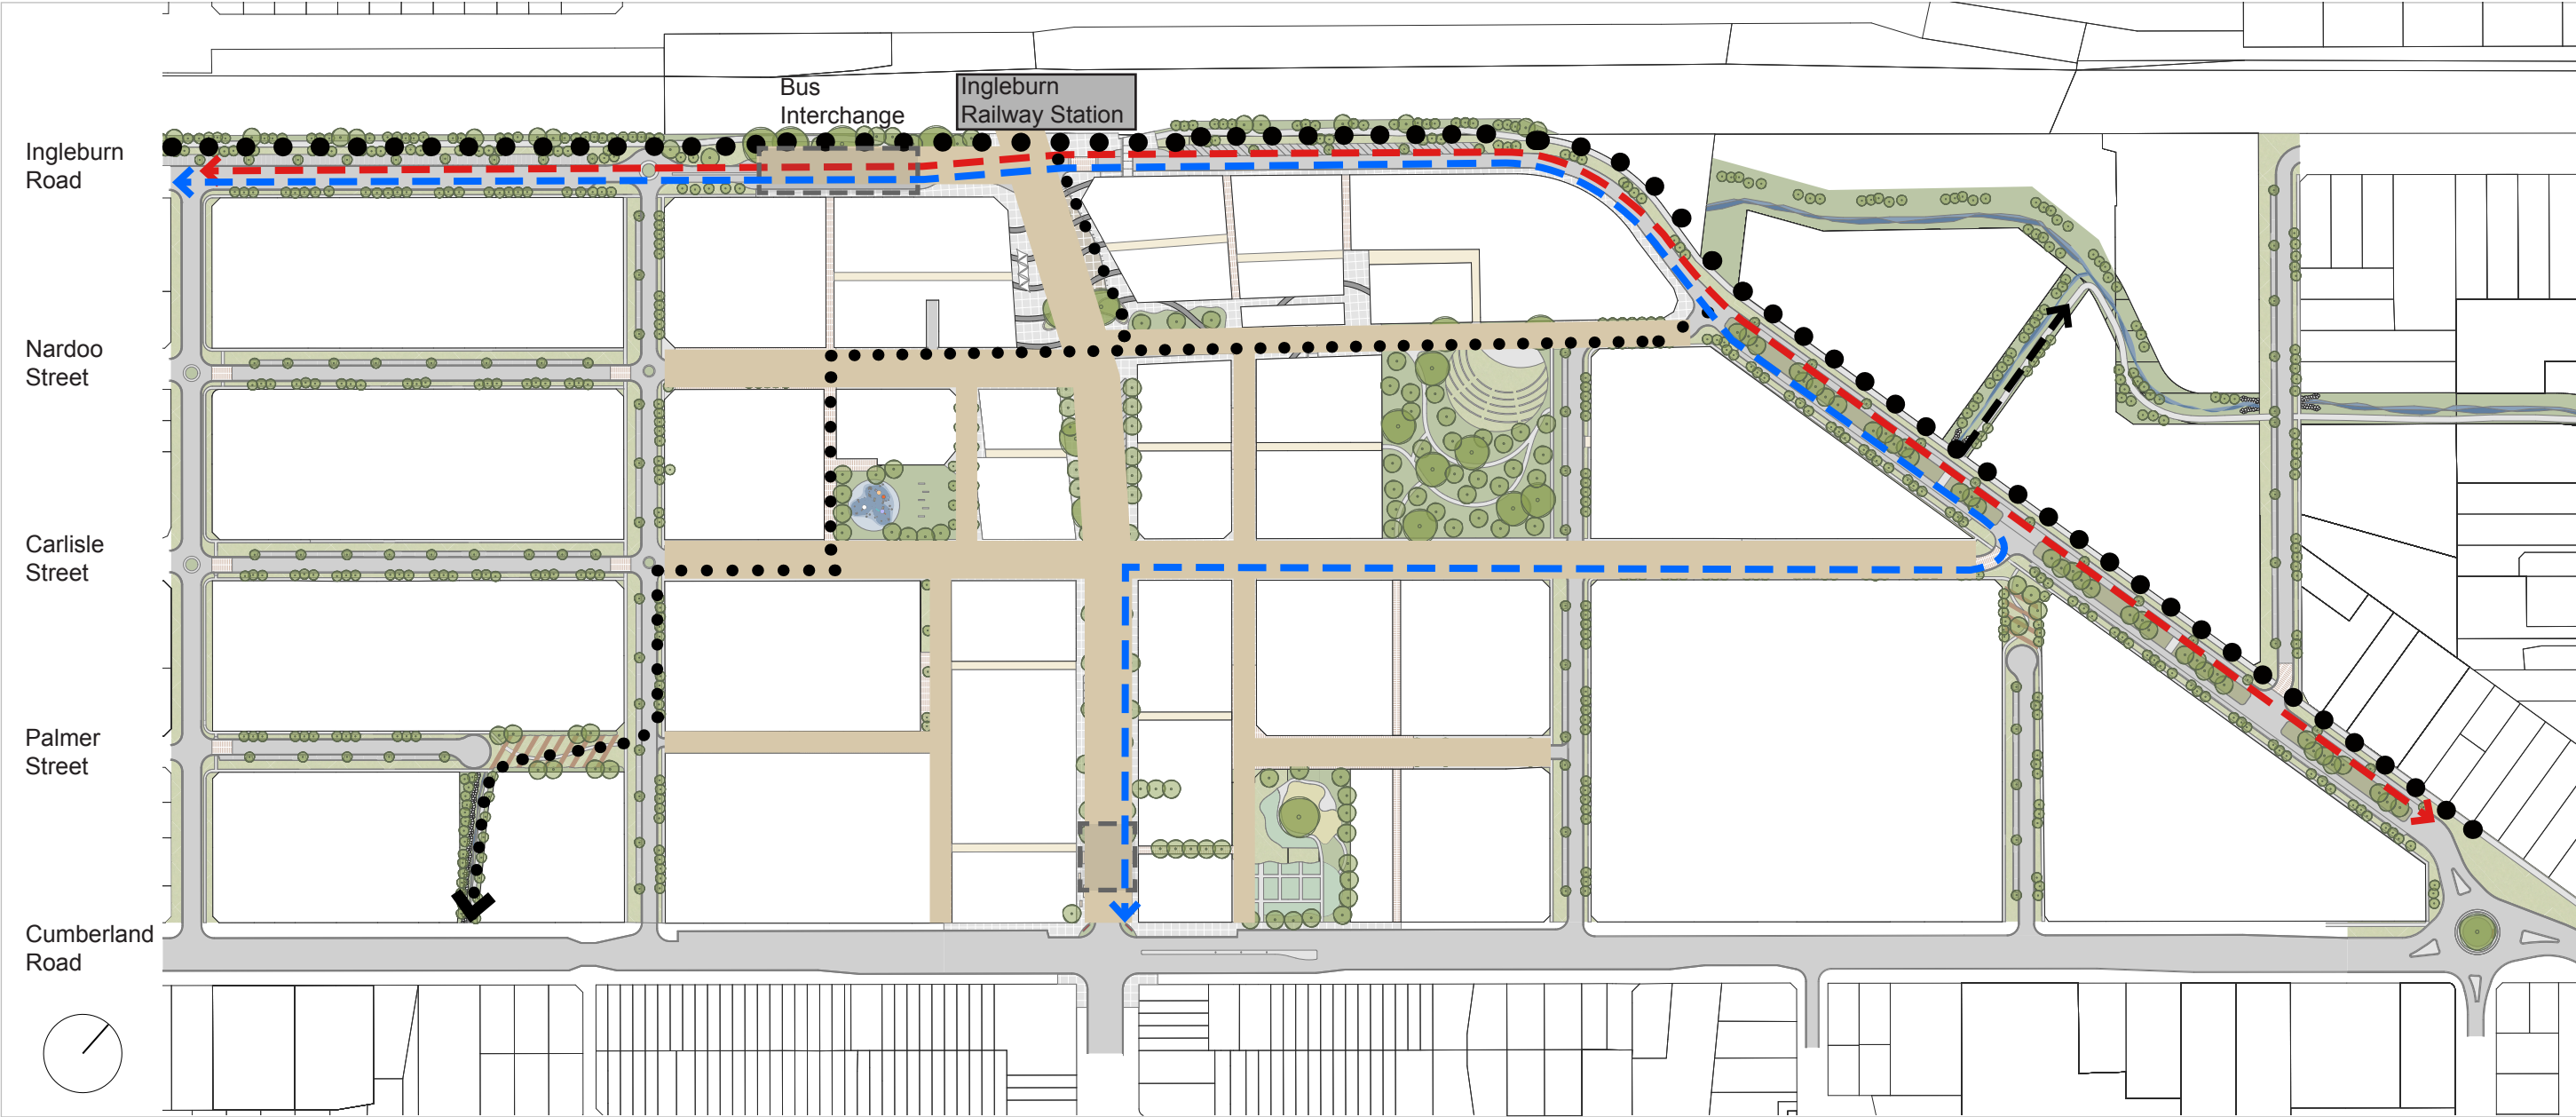 Bus
Interchange
Ingleburn
Railway Station
Ingleburn
Road
Nardoo
Street
Carlisle
Street
Palmer
Street
Cumberland
Road